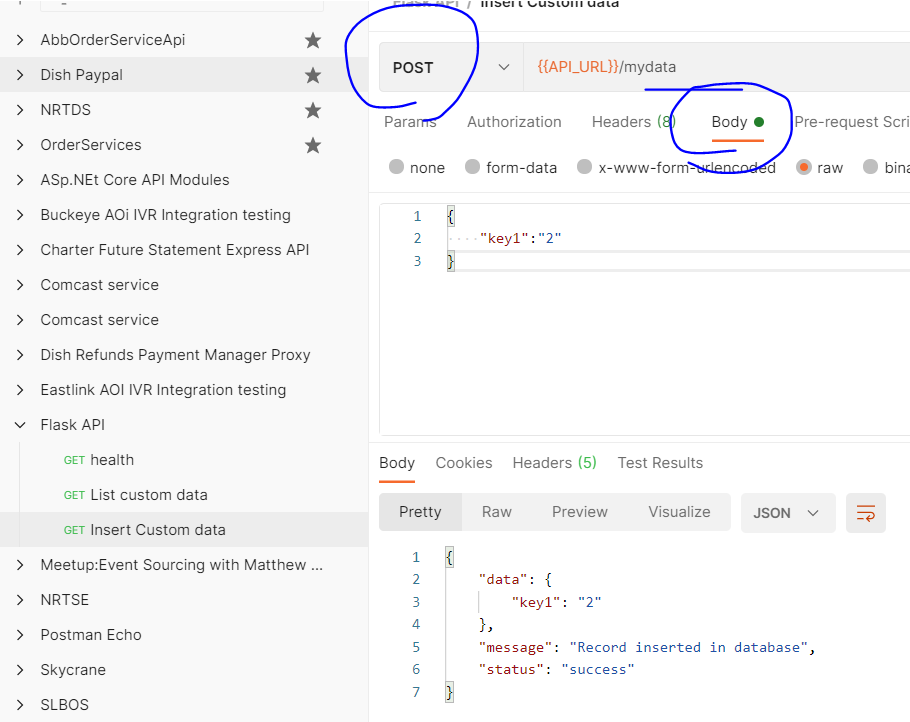 Flask API / Insert Custom data
AbbOrderServiceApi
Dish Paypal
NRTDS
OrderServices
ASp.NEt Core API Modules
Buckeye AOi IVR Integration testing
Charter Future Statement Express API
Comcast service
Comcast service
Dish Refunds Payment Manager Proxy
Eastlink AOI IVR Integration testing
Flask API
GET health
GET List custom data
GET Insert Custom data
Meetup:Event Sourcing with Matthew ...
NRTSE
Postman Echo
Skycrane
SLBOS
POST {{API_URL}}/mydata
Params Authorization Headers (8) Body Pre-request Scri
none form-data x-www-form-urlencoded raw bina
1 {
2 "key1":"2"
3 }
Body Cookies Headers (5) Test Results
Pretty Raw Preview Visualize JSON
1 {
2 "data": {
3 "key1": "2"
4 },
5 "message": "Record inserted in database",
6 "status": "success"
7 }